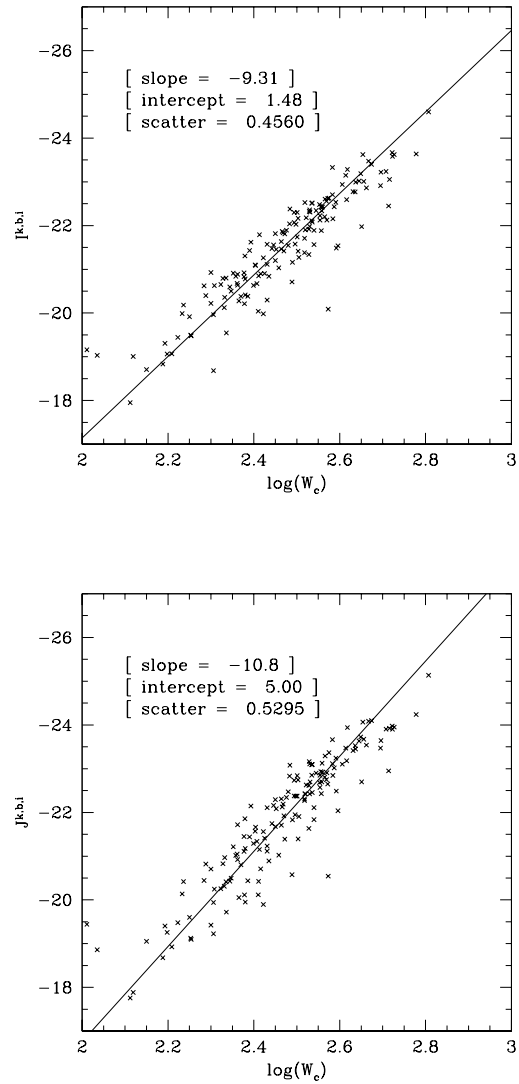 -26
-24
-22
-20
-18
I^k,b,i
[ slope = -9.31 ]
[ intercept = 1.48 ]
[ scatter = 0.4560 ]
2 2.2 2.4 2.6 2.8 3
log(W_c)
-26
-24
-22
-20
-18
J^k,b,i
[ slope = -10.8 ]
[ intercept = 5.00 ]
[ scatter = 0.5295 ]
2 2.2 2.4 2.6 2.8 3
log(W_c)